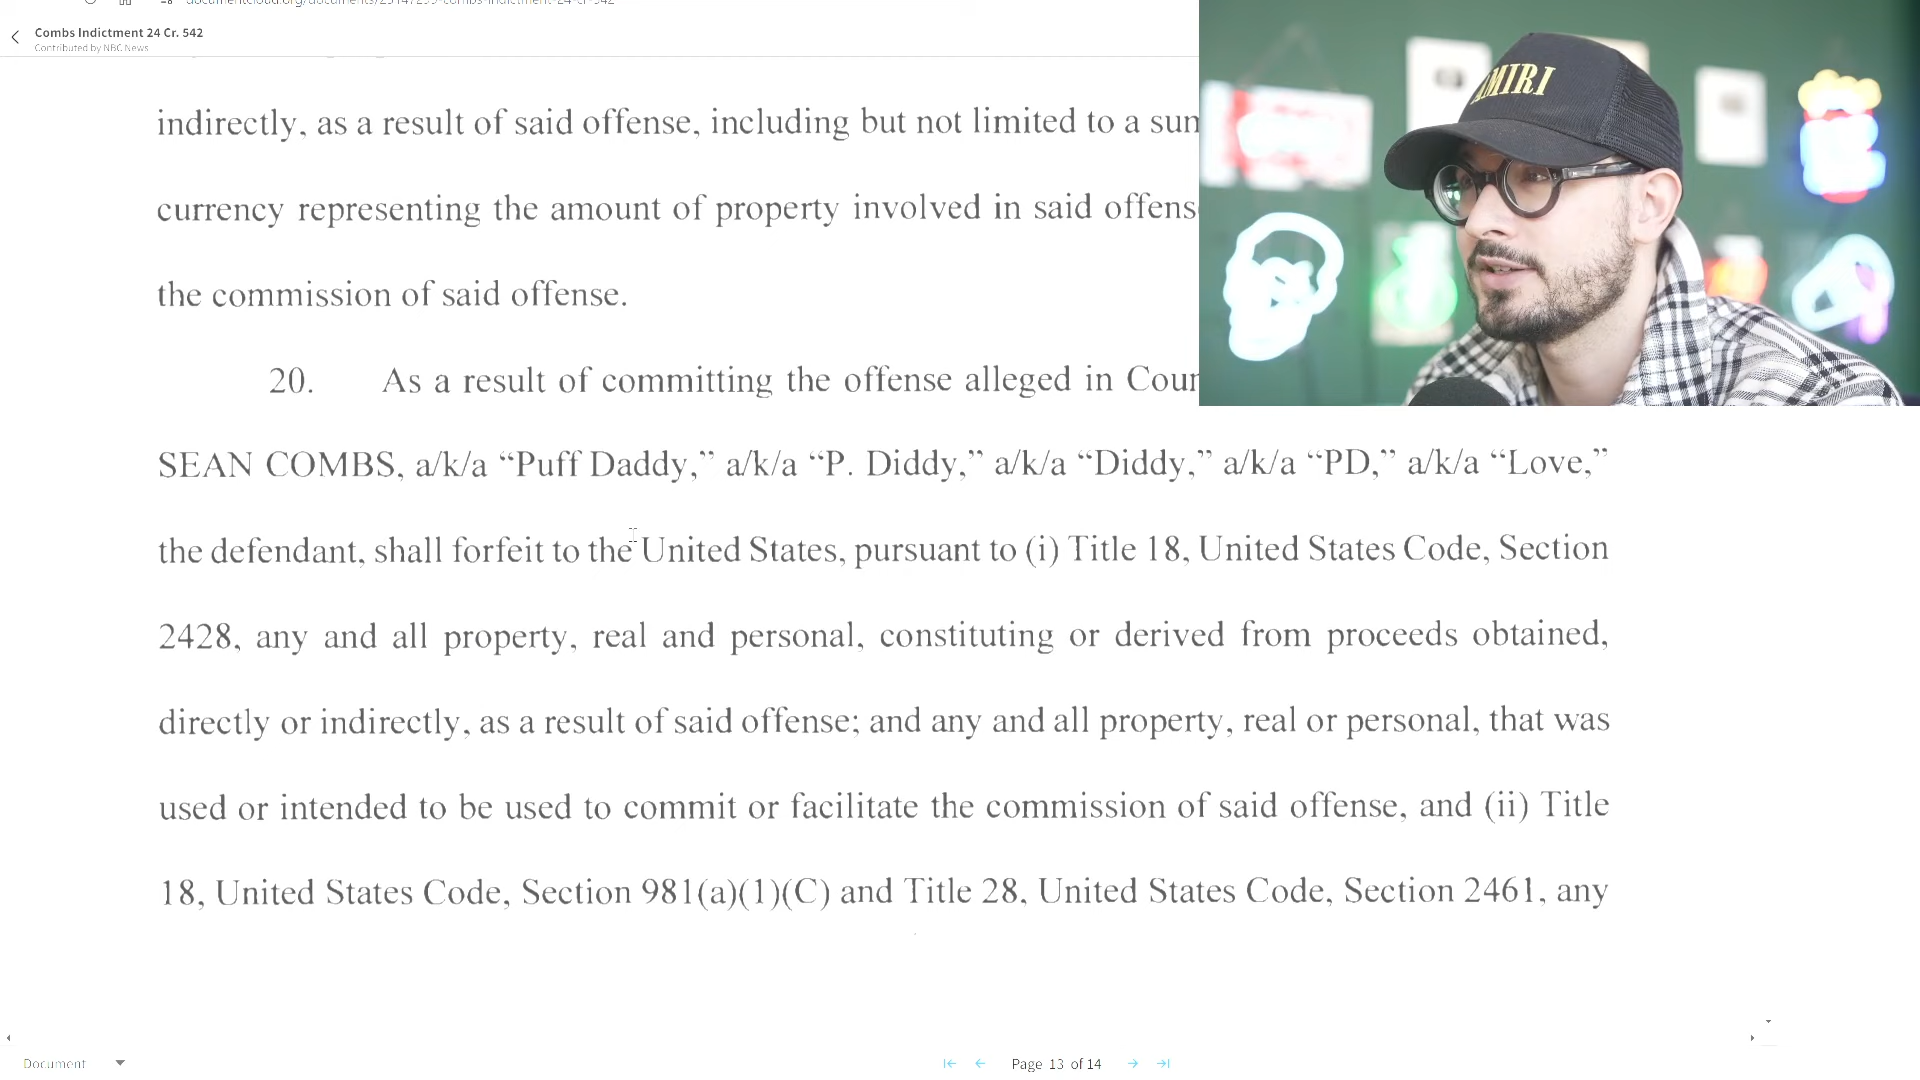 Combs Indictment 24 Cr. 542
Contributed by NBC News
indirectly, as a result of said offense, including but not limited to a
currency representing the amount of property involved in said
the commission of said offense.
20. As a result of committing the offense alleged in
SEAN COMBS, a/k/a “Puff Daddy,” a/k/a “P. Diddy,” a/k/a “Diddy,” a/k/a “PD,” a/k/a “Love,”
the defendant, shall forfeit to the United States, pursuant to (i) Title 18, United States Code, Section
2428, any and all property, real and personal, constituting or derived from proceeds obtained,
directly or indirectly, as a result of said offense; and any and all property, real or personal, that was
used or intended to be used to commit or facilitate the commission of said offense, and (ii) Title
18, United States Code, Section 981(a)(1)(C) and Title 28, United States Code, Section 2461, any
AMIRI
Document
Page 13 of 14